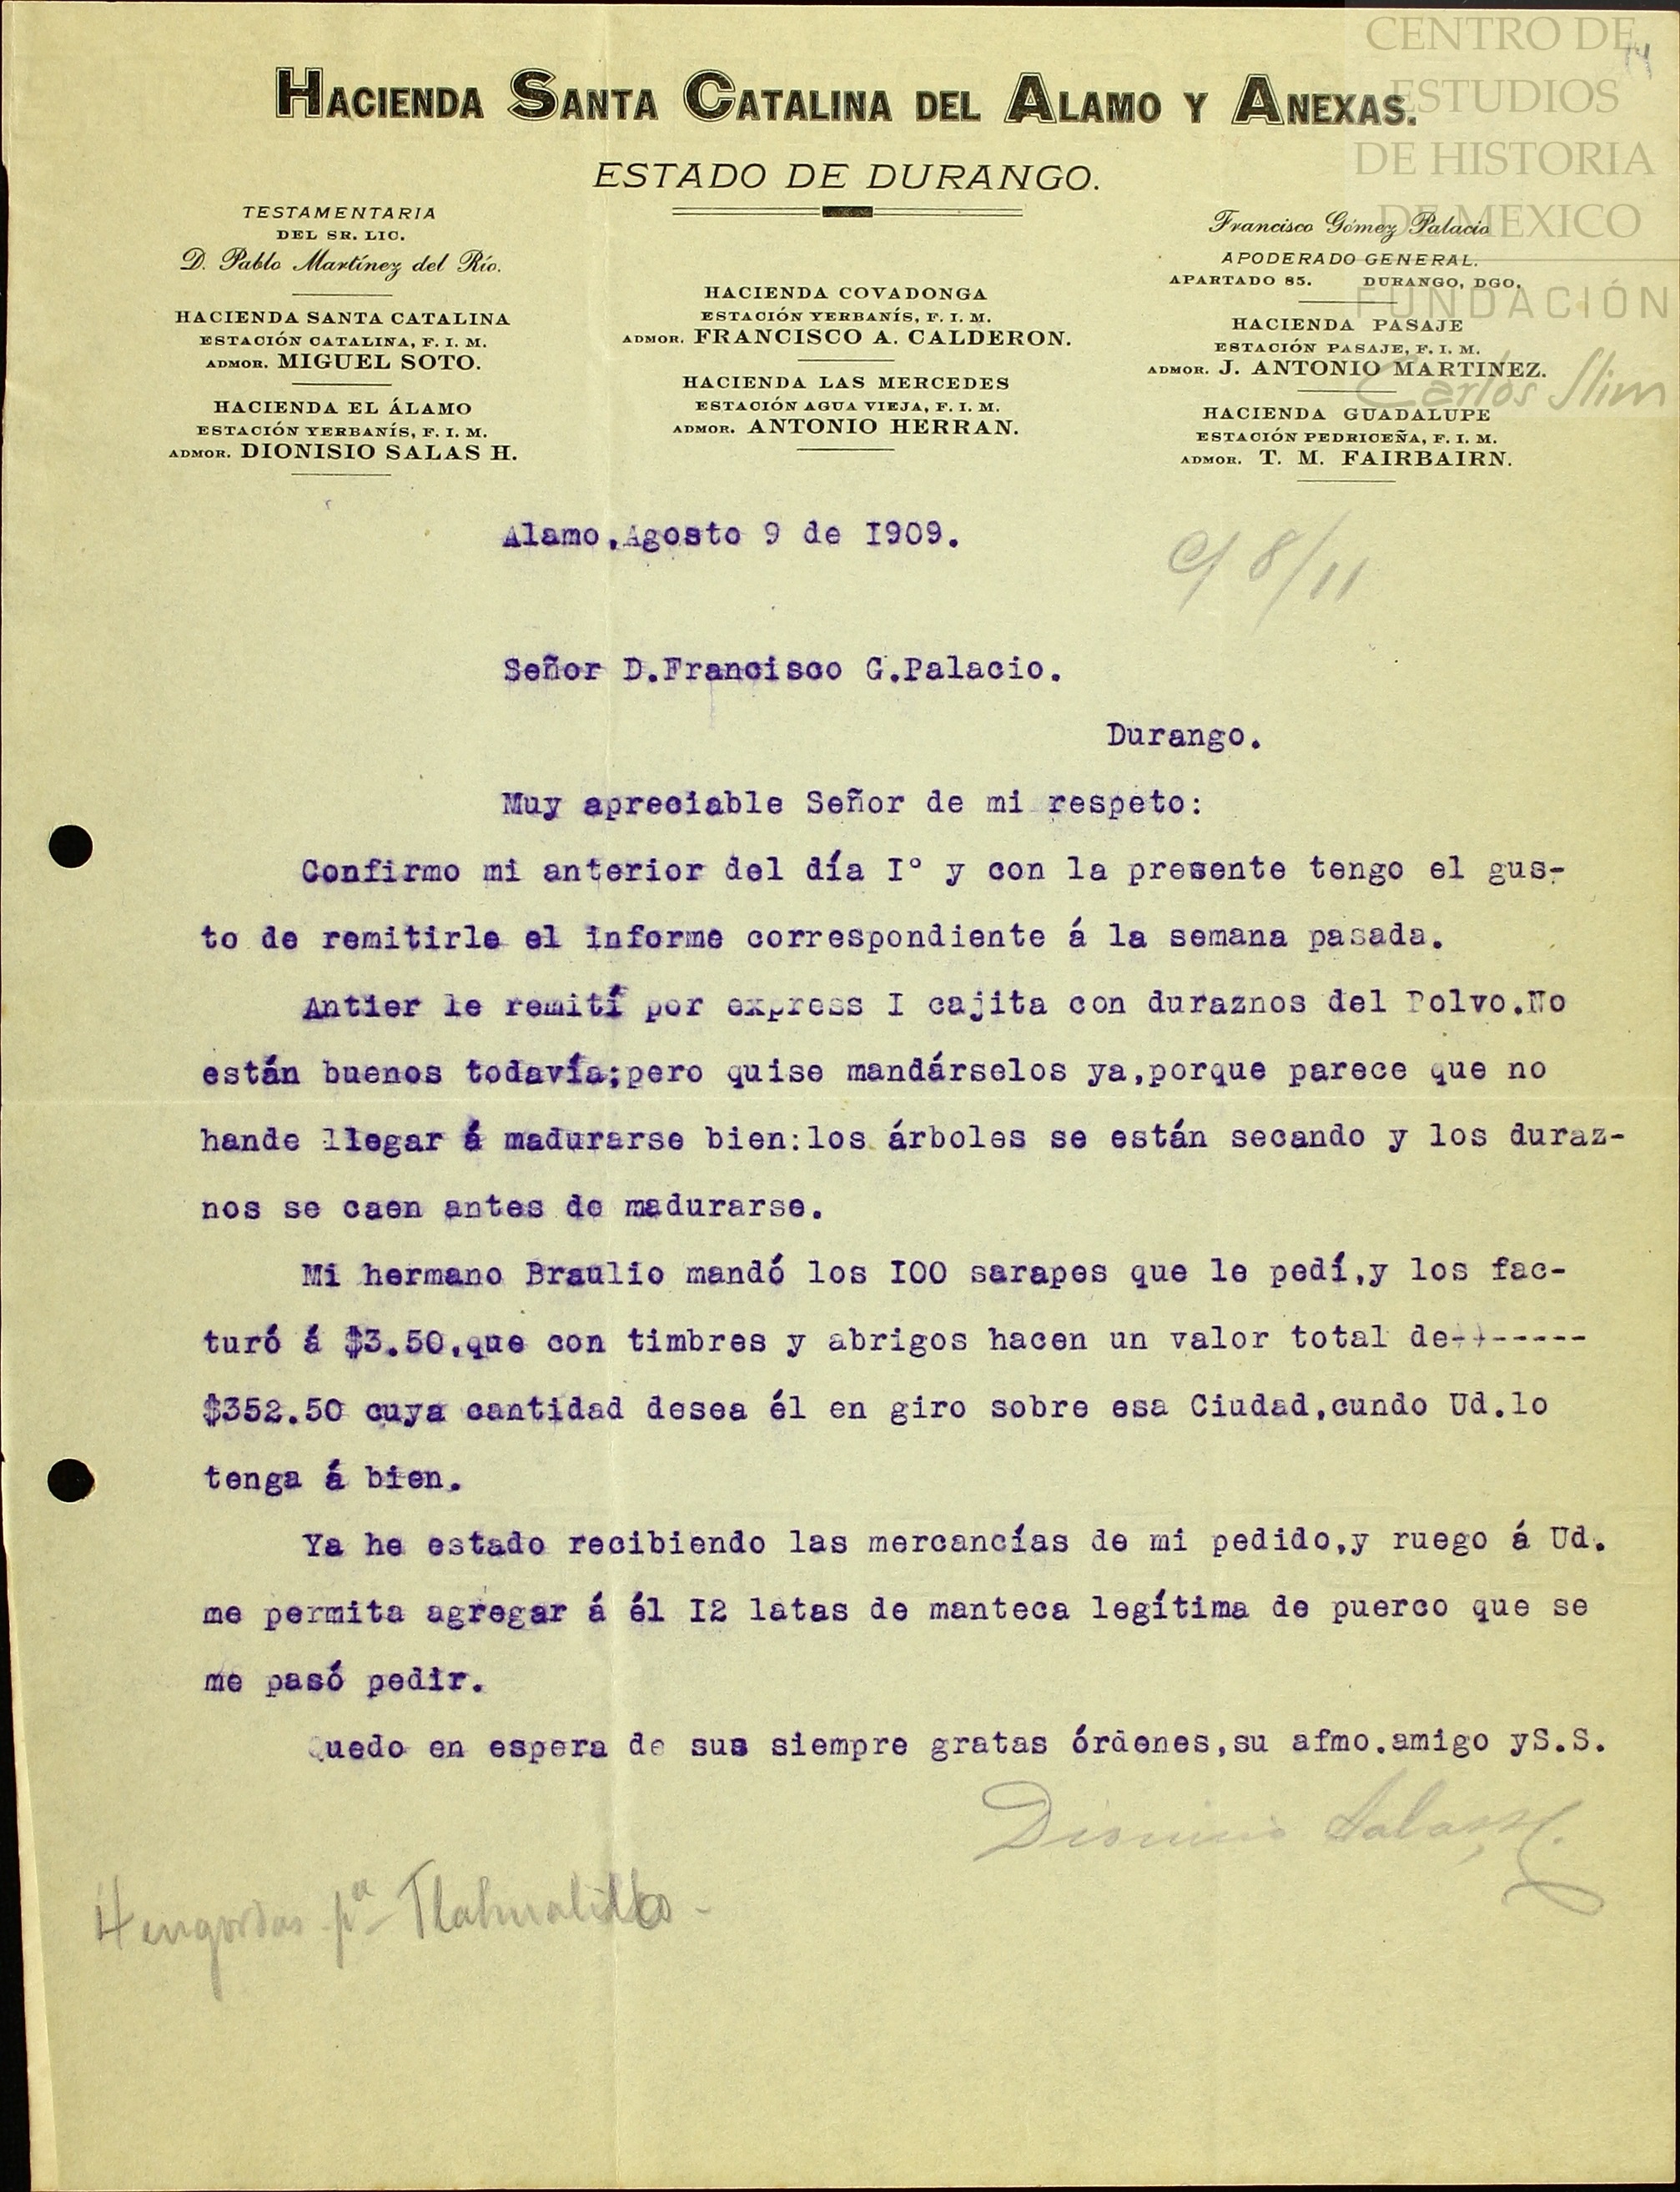 CENTRO DE
ESTUDIOS
DE HISTORIA
DE MEXICO
FUNDACIÓN
Carlos Slim
14
HACIENDA SANTA CATALINA DEL ALAMO Y ANEXAS.
ESTADO DE DURANGO.
TESTAMENTARIA
DEL SR. LIC.
D. Pablo Martínez del Río.
HACIENDA SANTA CATALINA
ESTACIÓN CATALINA, F. I. M.
ADMOR. MIGUEL SOTO.
HACIENDA EL ÁLAMO
ESTACIÓN YERBANÍS, F. I. M.
ADMOR. DIONISIO SALAS H.
HACIENDA COVADONGA
ESTACIÓN YERBANÍS, F. I. M.
ADMOR. FRANCISCO A. CALDERON.
HACIENDA LAS MERCEDES
ESTACIÓN AGUA VIEJA, F. I. M.
ADMOR. ANTONIO HERRAN.
Francisco Gómez Palacio
APODERADO GENERAL.
APARTADO 85. DURANGO, DGO.
HACIENDA PASAJE
ESTACIÓN PASAJE, F. I. M.
ADMOR. J. ANTONIO MARTINEZ.
HACIENDA GUADALUPE
ESTACIÓN PEDRICEÑA, F. I. M.
ADMOR. T. M. FAIRBAIRN.
Alamo,Agosto 9 de I909.
c/ 8/11
Señor D.Francisco G.Palacio.
Durango.
Muy apreciable Señor de mi respeto:
Confirmo mi anterior del día I° y con la presente tengo el gus-
to de remitirle el informe correspondiente á la semana pasada.
Antier le remití por express I cajita con duraznos del Polvo.No
están buenos todavía;pero quise mandárselos ya,porque parece que no
hande llegar á madurarse bien:los árboles se están secando y los duraz-
nos se caen antes de madurarse.
Mi hermano Braulio mandó los I00 sarapes que le pedí,y los fac-
turó á $3.50,que con timbres y abrigos hacen un valor total de-------
$352.50 cuya cantidad desea él en giro sobre esa Ciudad,cundo Ud.lo
tenga á bien.
Ya he estado recibiendo las mercancías de mi pedido,y ruego á Ud.
me permita agregar á él I2 latas de manteca legítima de puerco que se
me pasó pedir.
Quedo en espera de sus siempre gratas órdenes,su afmo.amigo yS.S.
Dionisio Salas H.
4 engordas pª Tlahualillo-